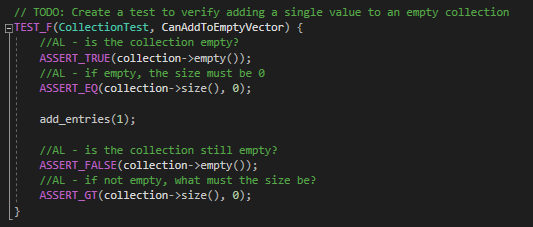 // TODO: Create a test to verify adding a single value to an empty collection
TEST_F(CollectionTest, CanAddToEmptyVector) {
//AL - is the collection empty?
ASSERT_TRUE(collection->empty());
//AL - if empty, the size must be 0
ASSERT_EQ(collection->size(), 0);
add_entries(1);
//AL - is the collection still empty?
ASSERT_FALSE(collection->empty());
//AL - if not empty, what must the size be?
ASSERT_GT(collection->size(), 0);
}